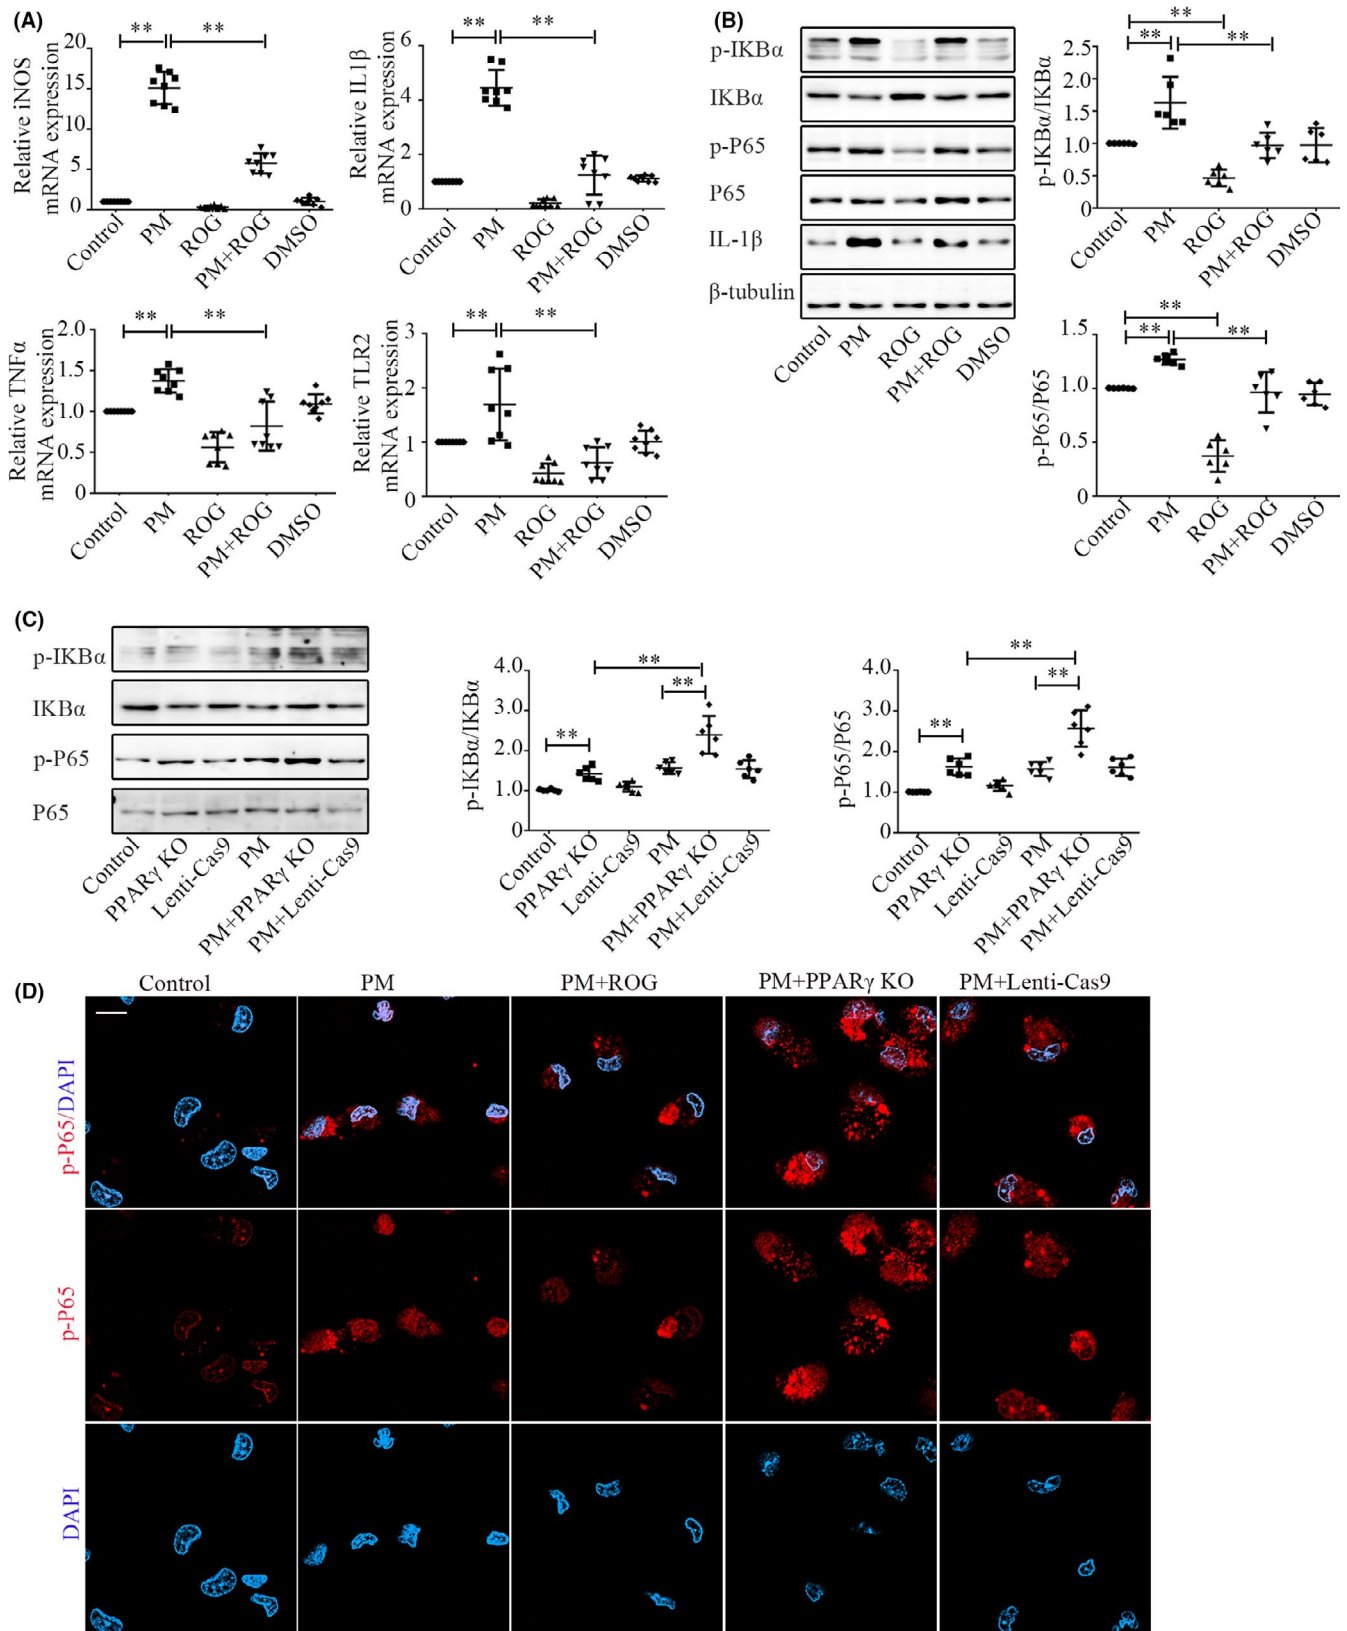 (A)
**
**
Relative iNOS
mRNA expression
20
15
10
5
0
Control
PM
ROG
PM+ROG
DMSO
**
**
Relative IL1β
mRNA expression
6
4
2
1
0
Control
PM
ROG
PM+ROG
DMSO
**
**
Relative TNFα
mRNA expression
2.0
1.5
1.0
0.5
0
Control
PM
ROG
PM+ROG
DMSO
**
**
Relative TLR2
mRNA expression
3
2
1
0
Control
PM
ROG
PM+ROG
DMSO
(B)
p-IKBα
IKBα
p-P65
P65
IL-1β
β-tubulin
Control
PM
ROG
PM+ROG
DMSO
**
**
**
p-IKBα/IKBα
2.5
2.0
1.5
1.0
0.5
0
Control
PM
ROG
PM+ROG
DMSO
**
**
**
p-P65/P65
1.5
1.0
0.5
0
Control
PM
ROG
PM+ROG
DMSO
(C)
p-IKBα
IKBα
p-P65
P65
Control
PPARγ KO
Lenti-Cas9
PM
PM+PPARγ KO
PM+Lenti-Cas9
**
**
**
p-IKBα/IKBα
4.0
3.0
2.0
1.0
0
Control
PPARγ KO
Lenti-Cas9
PM
PM+PPARγ KO
PM+Lenti-Cas9
**
**
**
p-P65/P65
4.0
3.0
2.0
1.0
0
Control
PPARγ KO
Lenti-Cas9
PM
PM+PPARγ KO
PM+Lenti-Cas9
(D)
Control
PM
PM+ROG
PM+PPARγ KO
PM+Lenti-Cas9
p-P65/DAPI
p-P65
DAPI